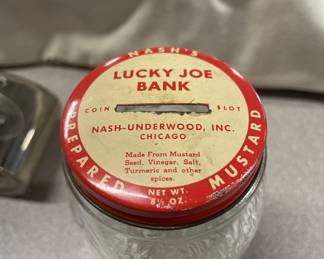 NASH'S
LUCKY JOE
BANK
COIN SLOT
NASH-UNDERWOOD, INC.
CHICAGO
Made From Mustard
Seed, Vinegar, Salt,
Turmeric and other
spices.
PREPARED MUSTARD
NET WT.
8½ OZ.